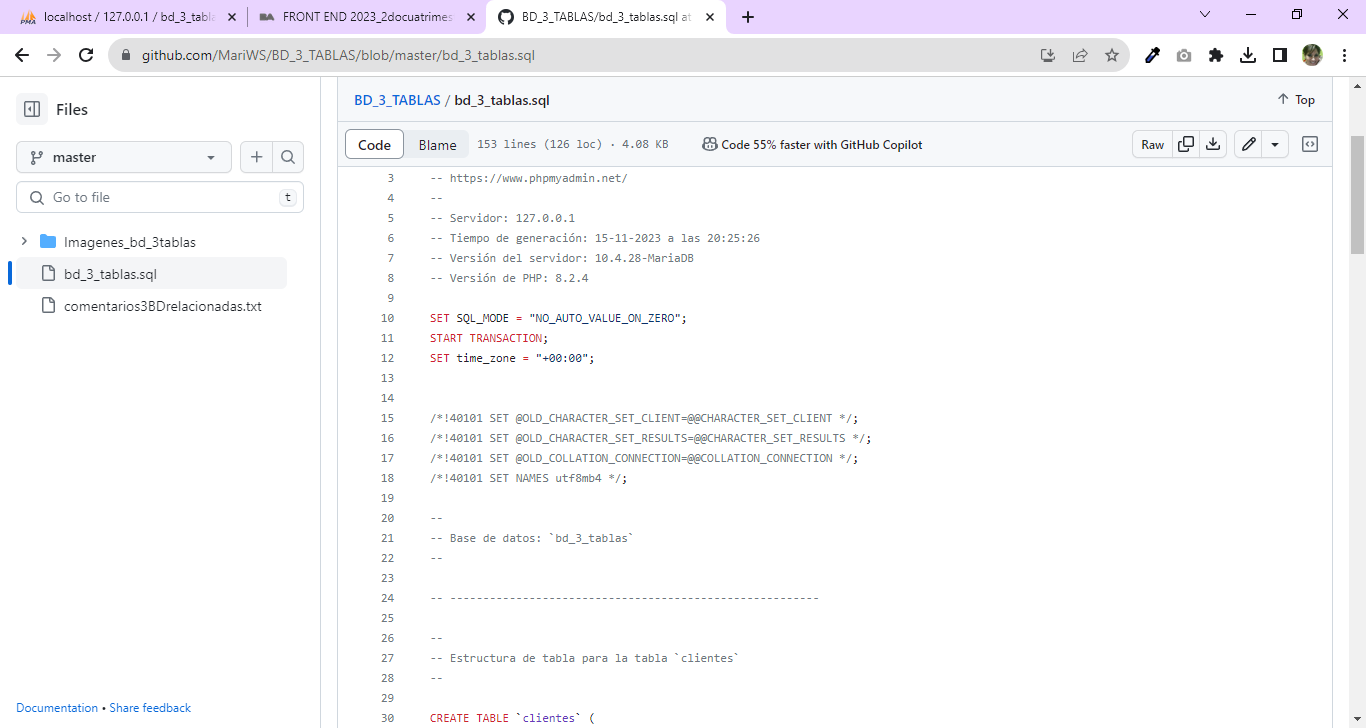 localhost / 127.0.0.1 / bd_3_tabla
FRONT END 2023_2docuatrimes
BD_3_TABLAS/bd_3_tablas.sql at
github.com/MariWS/BD_3_TABLAS/blob/master/bd_3_tablas.sql
Files
master
Go to file
t
Imagenes_bd_3tablas
bd_3_tablas.sql
comentarios3BDrelacionadas.txt
Documentation • Share feedback
BD_3_TABLAS / bd_3_tablas.sql
Top
Code
Blame
153 lines (126 loc) · 4.08 KB
Code 55% faster with GitHub Copilot
Raw
3 -- https://www.phpmyadmin.net/
4 --
5 -- Servidor: 127.0.0.1
6 -- Tiempo de generación: 15-11-2023 a las 20:25:26
7 -- Versión del servidor: 10.4.28-MariaDB
8 -- Versión de PHP: 8.2.4
9
10 SET SQL_MODE = "NO_AUTO_VALUE_ON_ZERO";
11 START TRANSACTION;
12 SET time_zone = "+00:00";
13
14
15 /*!40101 SET @OLD_CHARACTER_SET_CLIENT=@@CHARACTER_SET_CLIENT */;
16 /*!40101 SET @OLD_CHARACTER_SET_RESULTS=@@CHARACTER_SET_RESULTS */;
17 /*!40101 SET @OLD_COLLATION_CONNECTION=@@COLLATION_CONNECTION */;
18 /*!40101 SET NAMES utf8mb4 */;
19
20 --
21 -- Base de datos: `bd_3_tablas`
22 --
23
24 -- --------------------------------------------------------
25
26 --
27 -- Estructura de tabla para la tabla `clientes`
28 --
29
30 CREATE TABLE `clientes` (